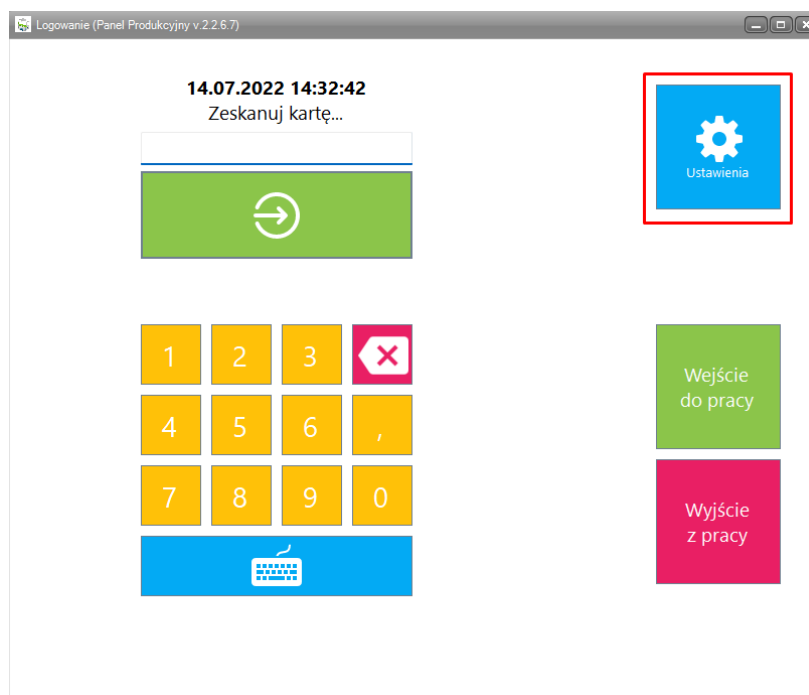 Logowanie (Panel Produkcyjny v.2.2.6.7)
14.07.2022 14:32:42
Zeskanuj kartę...
Ustawienia
1 2 3
4 5 6 ,
7 8 9 0
Wejście
do pracy
Wyjście
z pracy